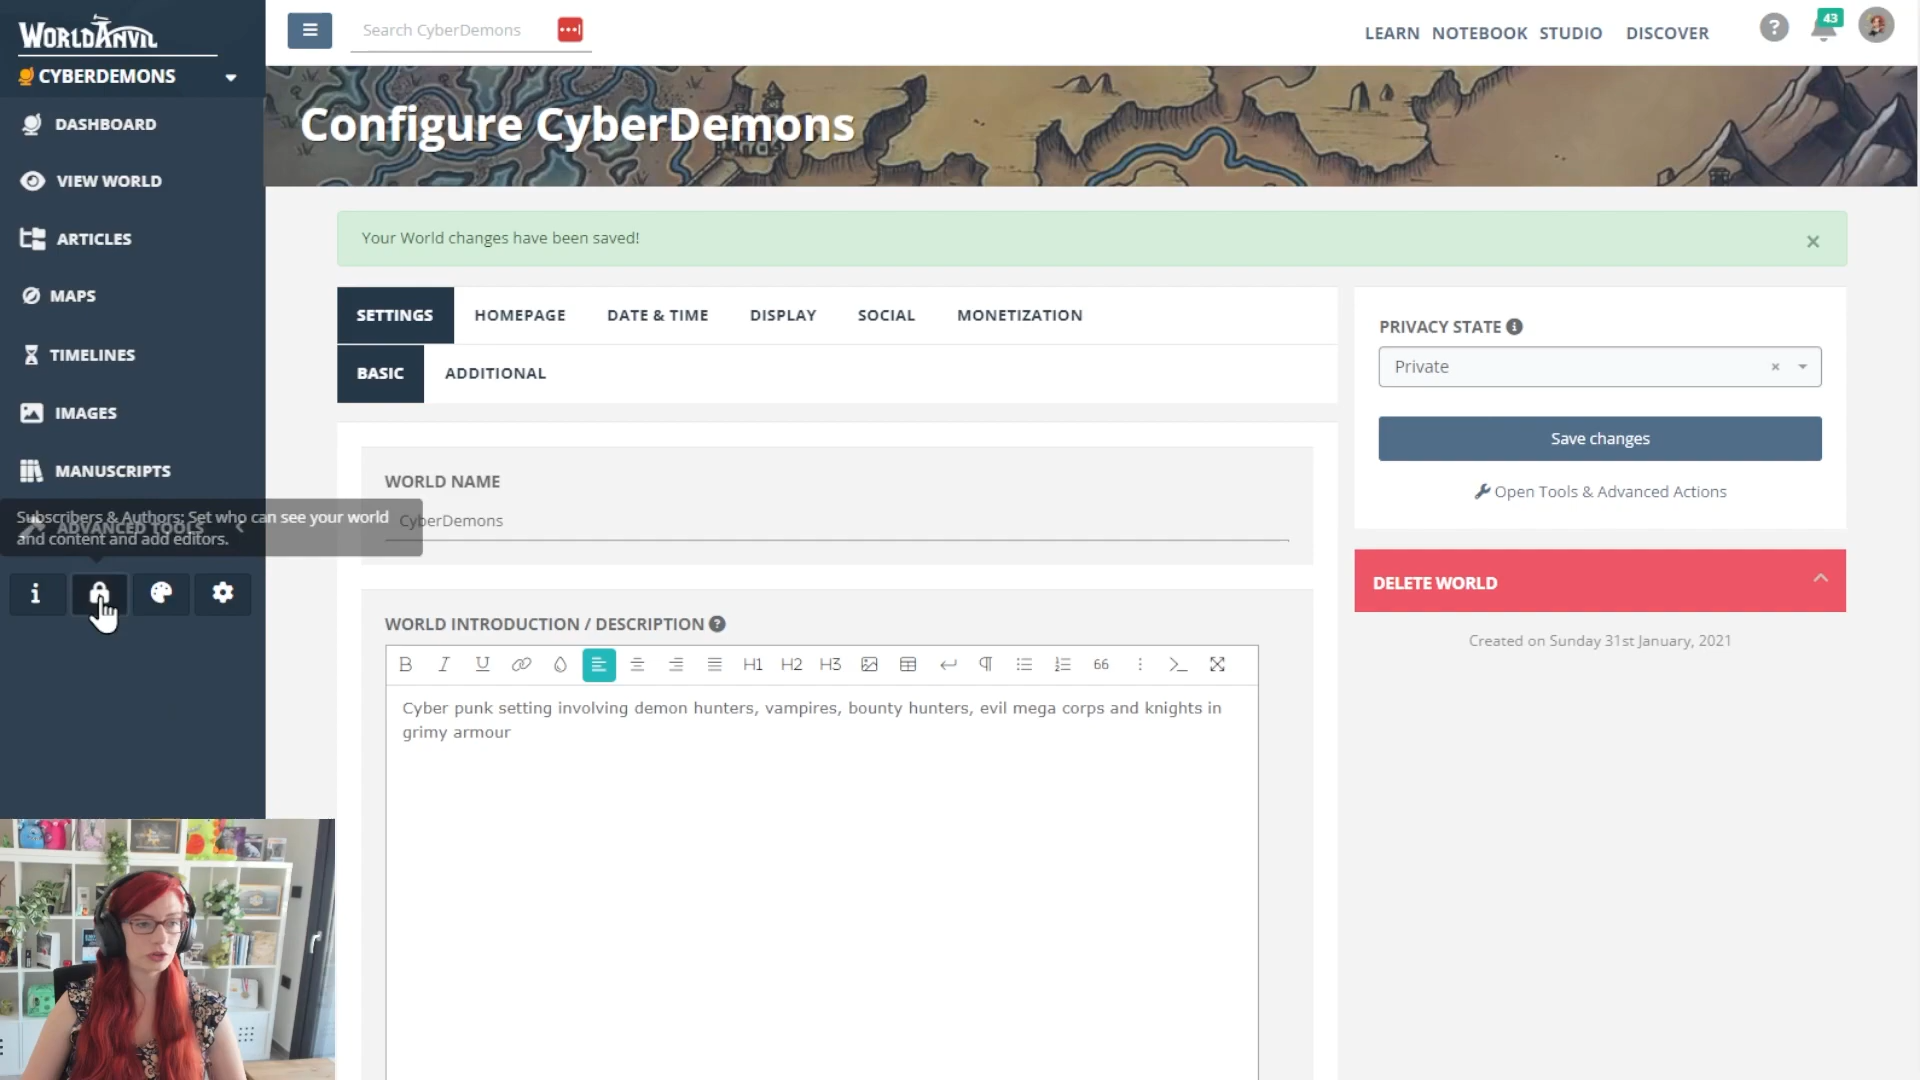 WORLDANVIL
CYBERDEMONS
DASHBOARD
VIEW WORLD
ARTICLES
MAPS
TIMELINES
IMAGES
MANUSCRIPTS
ADVANCED TOOLS
Subscribers & Authors: Set who can see your world
and content and add editors.
Search CyberDemons
LEARN NOTEBOOK STUDIO DISCOVER
43
Configure CyberDemons
Your World changes have been saved!
SETTINGS HOMEPAGE DATE & TIME DISPLAY SOCIAL MONETIZATION
BASIC ADDITIONAL
WORLD NAME
CyberDemons
WORLD INTRODUCTION / DESCRIPTION
B I U H1 H2 H3 66
Cyber punk setting involving demon hunters, vampires, bounty hunters, evil mega corps and knights in
grimy armour
PRIVACY STATE
Private
Save changes
Open Tools & Advanced Actions
DELETE WORLD
Created on Sunday 31st January, 2021